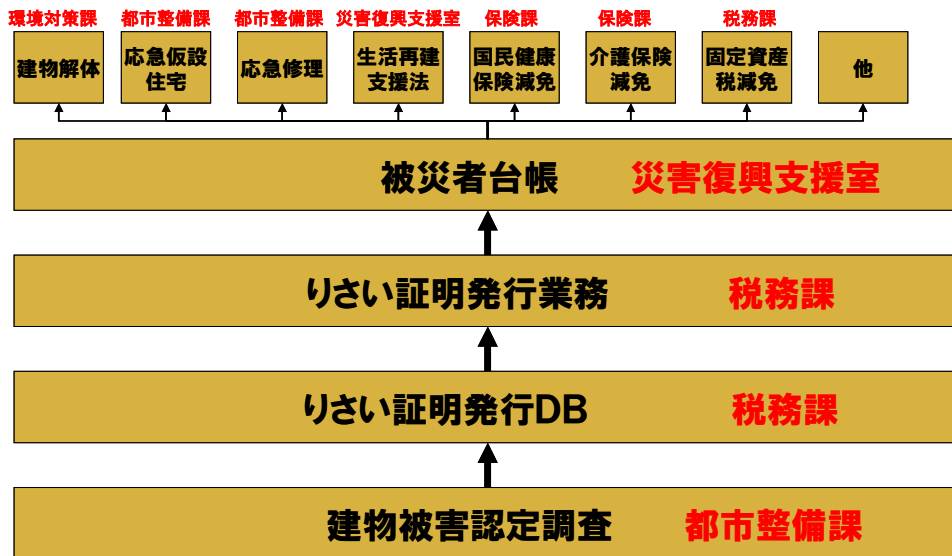 環境対策課 都市整備課 都市整備課 災害復興支援室 保険課 保険課 税務課
建物解体
応急仮設
住宅
応急修理
生活再建
支援法
国民健康
保険減免
介護保険
減免
固定資産
税減免
他
被災者台帳 災害復興支援室
りさい証明発行業務 税務課
りさい証明発行DB 税務課
建物被害認定調査 都市整備課